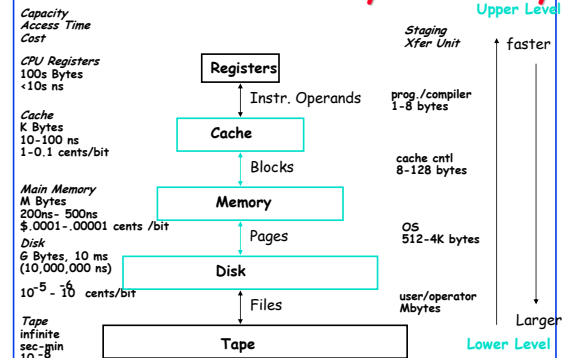 Upper Level
Capacity
Access Time
Cost
Staging
Xfer Unit
faster
CPU Registers
100s Bytes
<10s ns
Registers
Instr. Operands
prog./compiler
1-8 bytes
Cache
K Bytes
10-100 ns
1-0.1 cents/bit
Cache
Blocks
cache cntl
8-128 bytes
Main Memory
M Bytes
200ns- 500ns
$.0001-.00001 cents /bit
Memory
Pages
OS
512-4K bytes
Disk
G Bytes, 10 ms
(10,000,000 ns)
10-5 - 10-6 cents/bit
Disk
Files
user/operator
Mbytes
Larger
Tape
infinite
sec-min
10-8
Tape
Lower Level